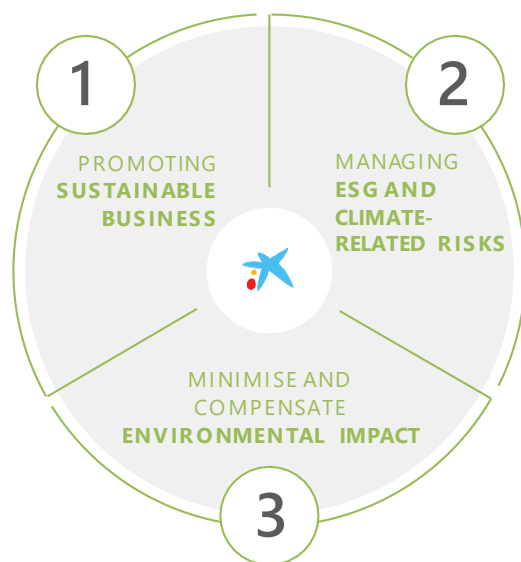 1
PROMOTING
SUSTAINABLE
BUSINESS
2
MANAGING
ESG AND
CLIMATE-
RELATED RISKS
MINIMISE AND
COMPENSATE
ENVIRONMENTAL IMPACT
3